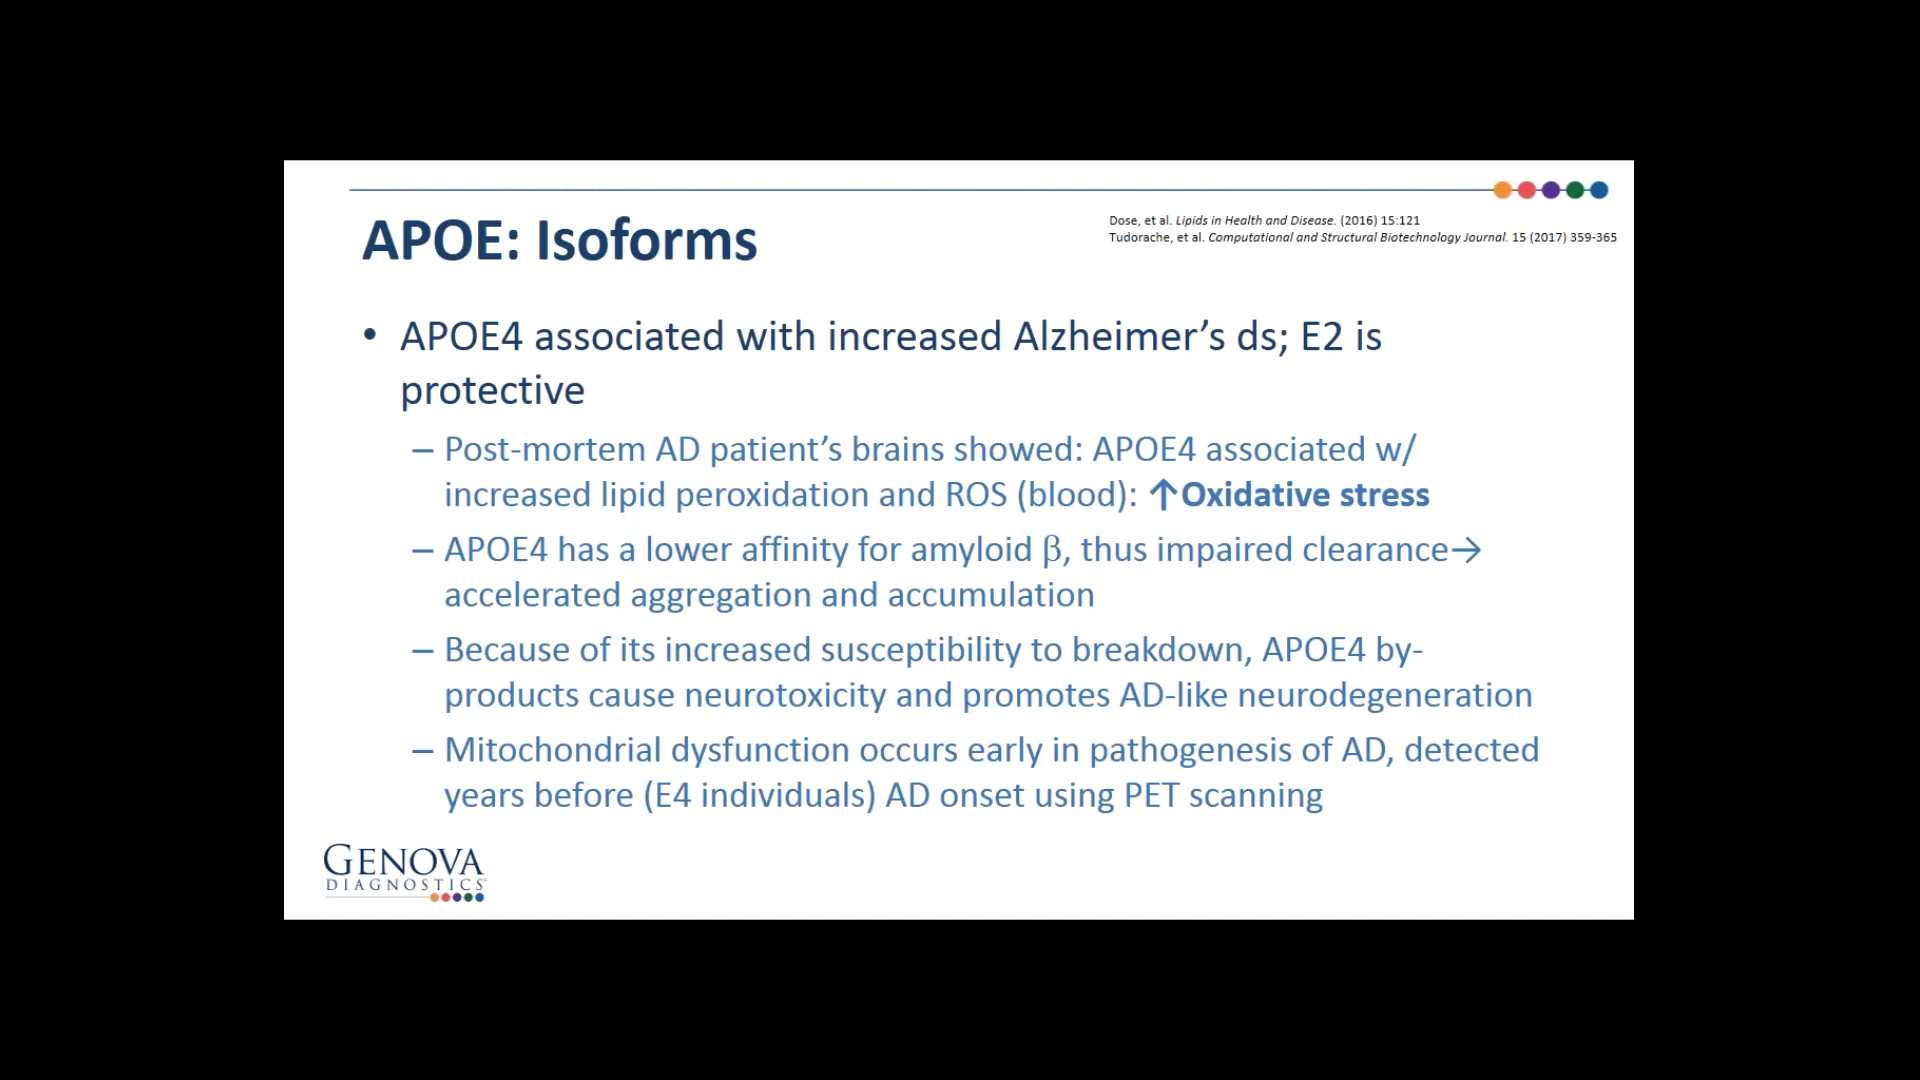 APOE: Isoforms
Dose, et al. Lipids in Health and Disease. (2016) 15:121
Tudorache, et al. Computational and Structural Biotechnology Journal. 15 (2017) 359-365
• APOE4 associated with increased Alzheimer’s ds; E2 is
protective
– Post-mortem AD patient’s brains showed: APOE4 associated w/
increased lipid peroxidation and ROS (blood): ↑Oxidative stress
– APOE4 has a lower affinity for amyloid β, thus impaired clearance→
accelerated aggregation and accumulation
– Because of its increased susceptibility to breakdown, APOE4 by-
products cause neurotoxicity and promotes AD-like neurodegeneration
– Mitochondrial dysfunction occurs early in pathogenesis of AD, detected
years before (E4 individuals) AD onset using PET scanning
GENOVA
DIAGNOSTICS